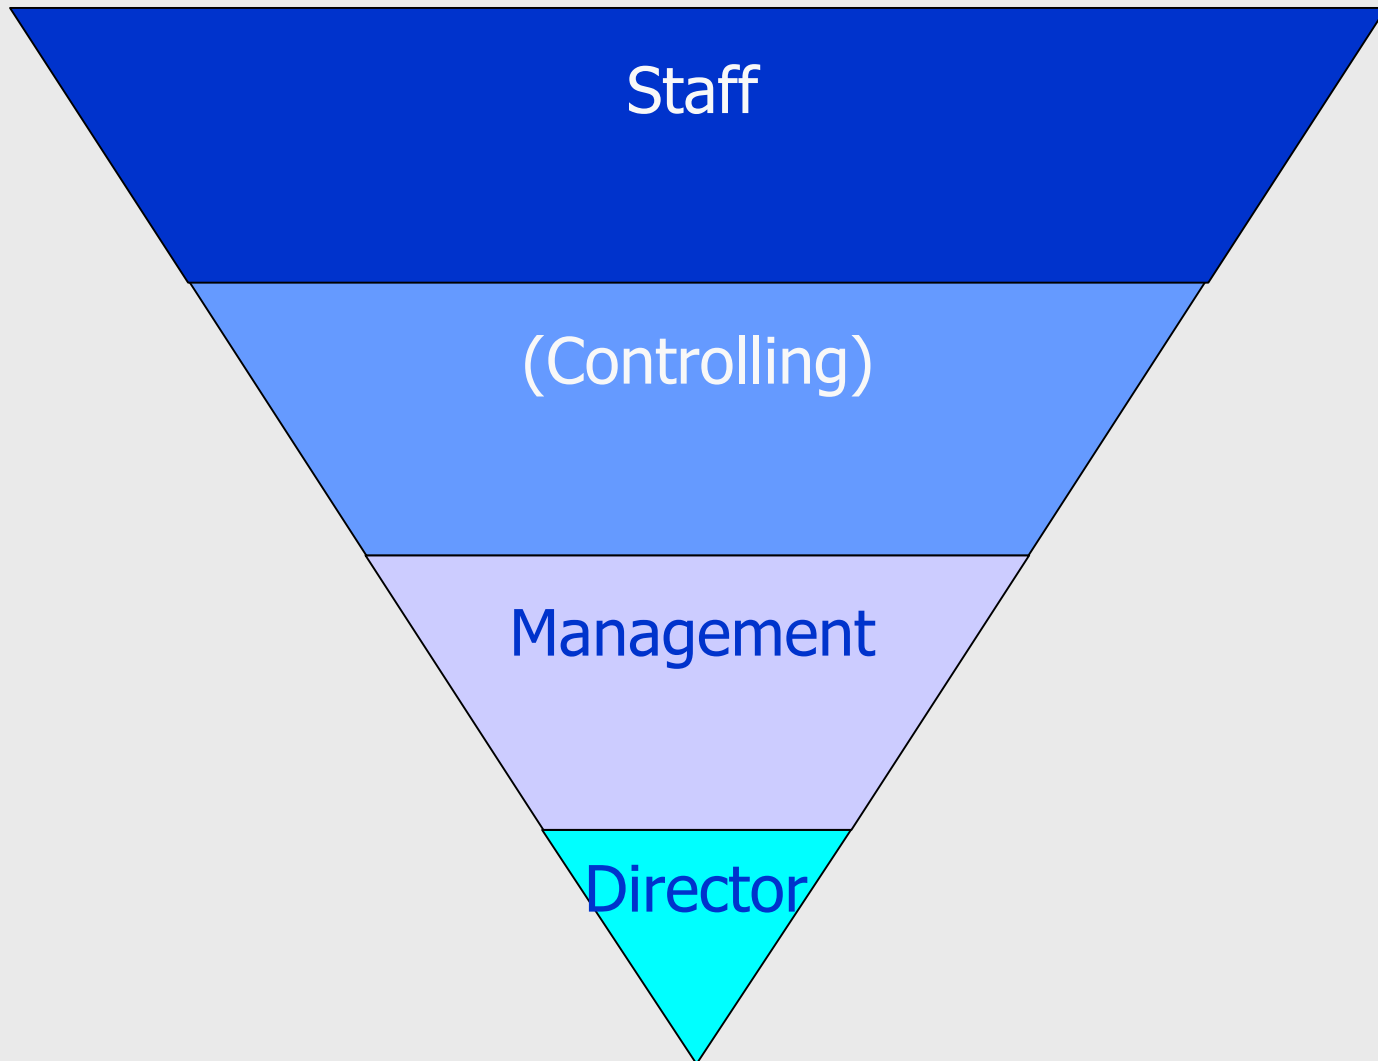 Staff
(Controlling)
Management
Director